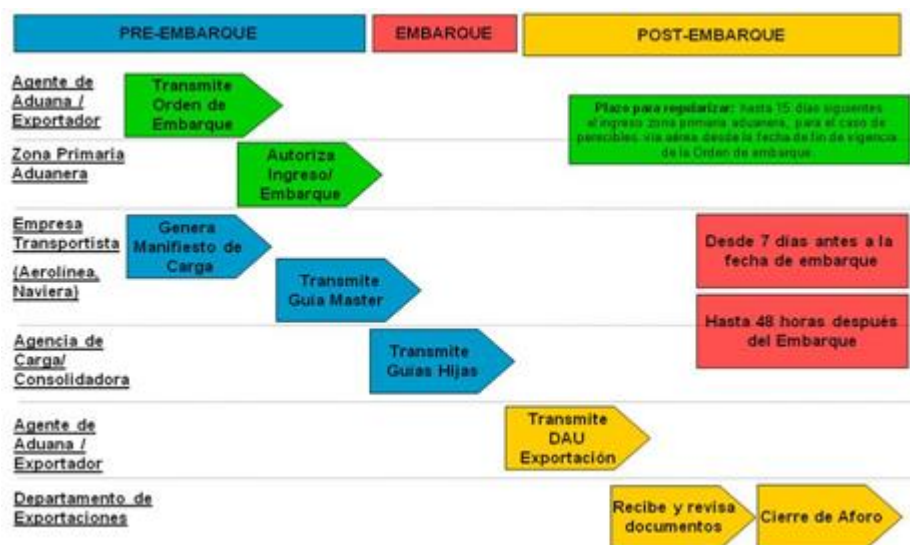 PRE-EMBARQUE
EMBARQUE
POST-EMBARQUE
Agente de
Aduana /
Exportador
Transmite
Orden de
Embarque
Plazo para regularizar: hasta 15 días siguientes
al ingreso zona primaria aduanera, para el caso de
perecibles vía aérea desde la fecha de fin de vigencia
de la Orden de embarque.
Zona Primaria
Aduanera
Autoriza
Ingreso/
Embarque
Empresa
Transportista
(Aerolínea,
Naviera)
Genera
Manifiesto de
Carga
Transmite
Guia Master
Desde 7 días antes a la
fecha de embarque
Hasta 48 horas después
del Embarque
Agencia de
Carga/
Consolidadora
Transmite
Guias Hijas
Agente de
Aduana /
Exportador
Transmite
DAU
Exportación
Departamento de
Exportaciones
Recibe y revisa
documentos
Cierre de Aforo